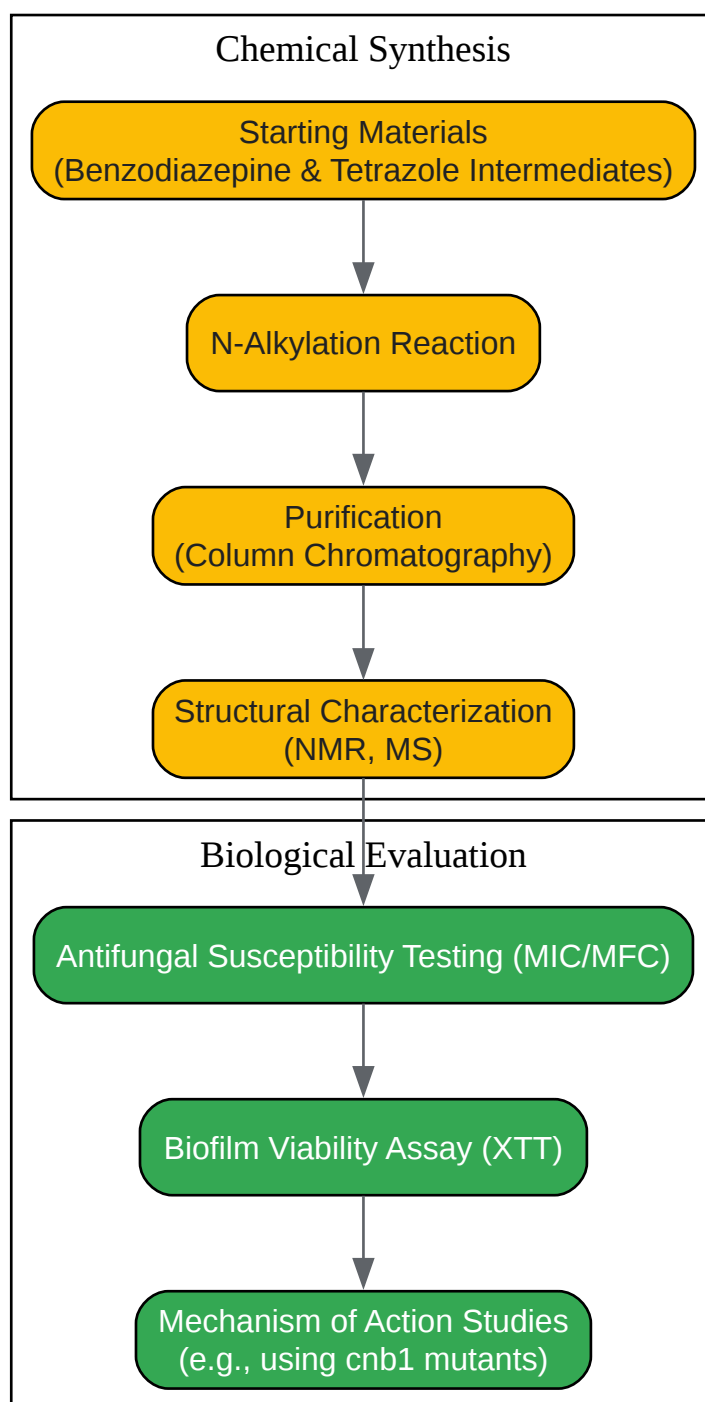 Chemical Synthesis
Starting Materials
(Benzodiazepine & Tetrazole Intermediates)
N-Alkylation Reaction
Purification
(Column Chromatography)
Structural Characterization
(NMR, MS)
Biological Evaluation
Antifungal Susceptibility Testing (MIC/MFC)
Biofilm Viability Assay (XTT)
Mechanism of Action Studies
(e.g., using cnb1 mutants)